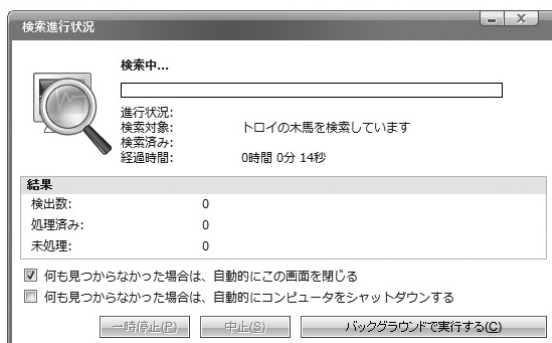 検索進行状況
検索中...
進行状況:
検索対象: トロイの木馬を検索しています
検索済み:
経過時間: 0時間 0分 14秒
結果
検出数: 0
処理済み: 0
未処理: 0
何も見つからなかった場合は、自動的にこの画面を閉じる
何も見つからなかった場合は、自動的にコンピュータをシャットダウンする
一時停止(P) 中止(S) バックグラウンドで実行する(C)